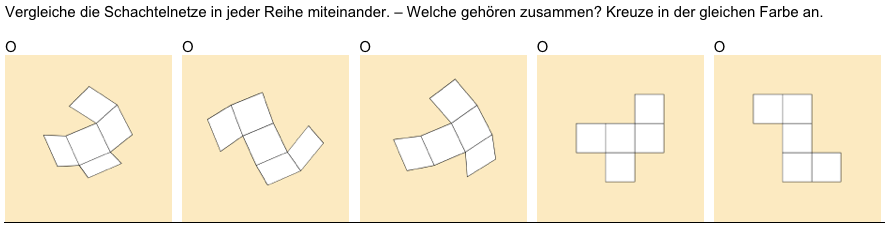 Vergleiche die Schachtelnetze in jeder Reihe miteinander. – Welche gehören zusammen? Kreuze in der gleichen Farbe an.
O O O O O